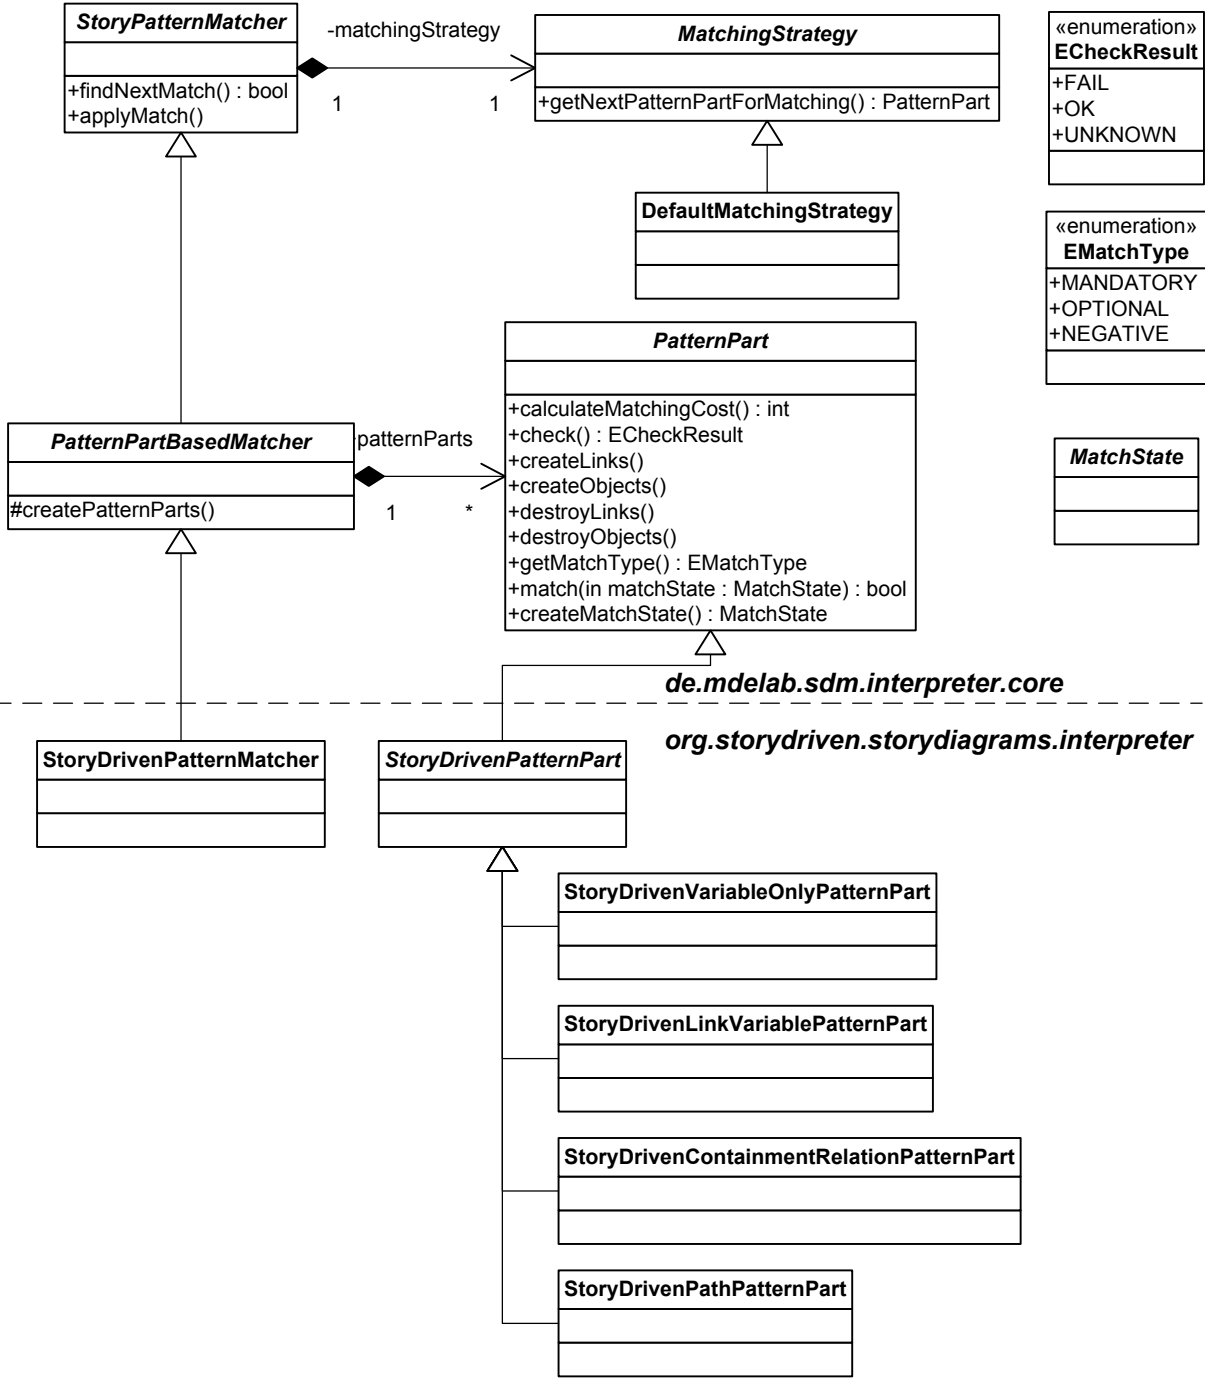 StoryPatternMatcher
+findNextMatch() : bool
+applyMatch()
-matchingStrategy
1
1
MatchingStrategy
+getNextPatternPartForMatching() : PatternPart
«enumeration»
ECheckResult
+FAIL
+OK
+UNKNOWN
DefaultMatchingStrategy
«enumeration»
EMatchType
+MANDATORY
+OPTIONAL
+NEGATIVE
PatternPart
+calculateMatchingCost() : int
+check() : ECheckResult
+createLinks()
+createObjects()
+destroyLinks()
+destroyObjects()
+getMatchType() : EMatchType
+match(in matchState : MatchState) : bool
+createMatchState() : MatchState
PatternPartBasedMatcher
#createPatternParts()
-patternParts
1
*
MatchState
de.mdelab.sdm.interpreter.core
org.storydriven.storydiagrams.interpreter
StoryDrivenPatternMatcher
StoryDrivenPatternPart
StoryDrivenVariableOnlyPatternPart
StoryDrivenLinkVariablePatternPart
StoryDrivenContainmentRelationPatternPart
StoryDrivenPathPatternPart